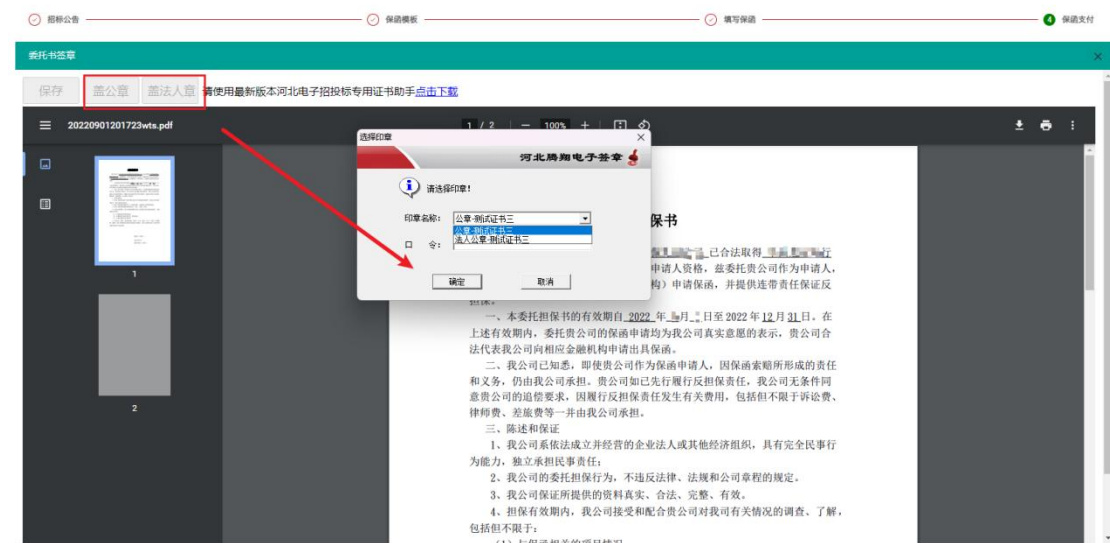 招标公告
保函模板
填写保函
4 保函支付
委托书签章
保存 盖公章 盖法人章 请使用最新版本河北电子招投标专用证书助手点击下载
20220901201723wts.pdf
1 / 2 — 100% +
选择印章
河北腾翔电子签章
请选择印章!
印章名称: 公章-测试证书三
公章-测试证书三
法人公章-测试证书三
口 令:
确定 取消
1
2
保书
已合法取得
申请人资格，兹委托贵公司作为申请人，
构）申请保函，并提供连带责任保证反
担保。
一、本委托担保书的有效期自 2022 年 月 日至 2022 年 12 月 31 日。在
上述有效期内，委托贵公司的保函申请均为我公司真实意愿的表示，贵公司合
法代表我公司向相应金融机构申请出具保函。
二、我公司已知悉，即使贵公司作为保函申请人，因保函索赔所形成的责任
和义务，仍由我公司承担。贵公司如已先行履行反担保责任，我公司无条件同
意贵公司的追偿要求，因履行反担保责任发生有关费用，包括但不限于诉讼费、
律师费、差旅费等一并由我公司承担。
三、陈述和保证
1、我公司系依法成立并经营的企业法人或其他经济组织，具有完全民事行
为能力，独立承担民事责任；
2、我公司的委托担保行为，不违反法律、法规和公司章程的规定。
3、我公司保证所提供的资料真实、合法、完整、有效。
4、担保有效期内，我公司接受和配合贵公司对我司有关情况的调查、了解，
包括但不限于：
（1）与保函相关的项目情况